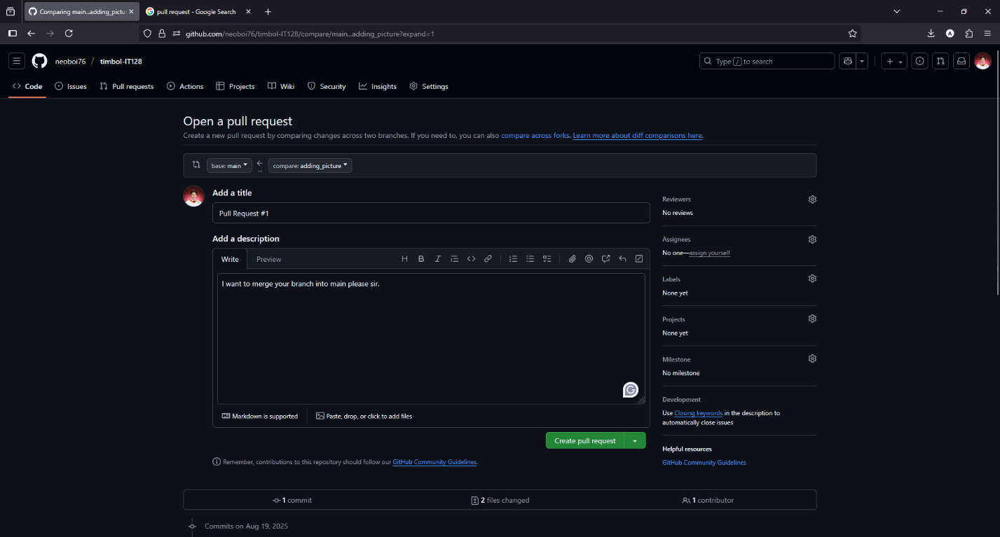 Comparing main...adding_pictu
pull request - Google Search
github.com/neoboi76/timbol-IT128/compare/main...adding_picture?expand=1
neoboi76 / timbol-IT128
Type / to search
Code
Issues
Pull requests
Actions
Projects
Wiki
Security
Insights
Settings
Open a pull request
Create a new pull request by comparing changes across two branches. If you need to, you can also compare across forks. Learn more about diff comparisons here.
base: main
...
compare: adding_picture
Add a title
Pull Request #1
Add a description
Write
Preview
I want to merge your branch into main please sir.
Markdown is supported
Paste, drop, or click to add files
Create pull request
Remember, contributions to this repository should follow our GitHub Community Guidelines.
Reviewers
No reviews
Assignees
No one—assign yourself
Labels
None yet
Projects
None yet
Milestone
No milestone
Development
Use Closing keywords in the description to
automatically close issues
Helpful resources
GitHub Community Guidelines
1 commit
2 files changed
1 contributor
Commits on Aug 19, 2025